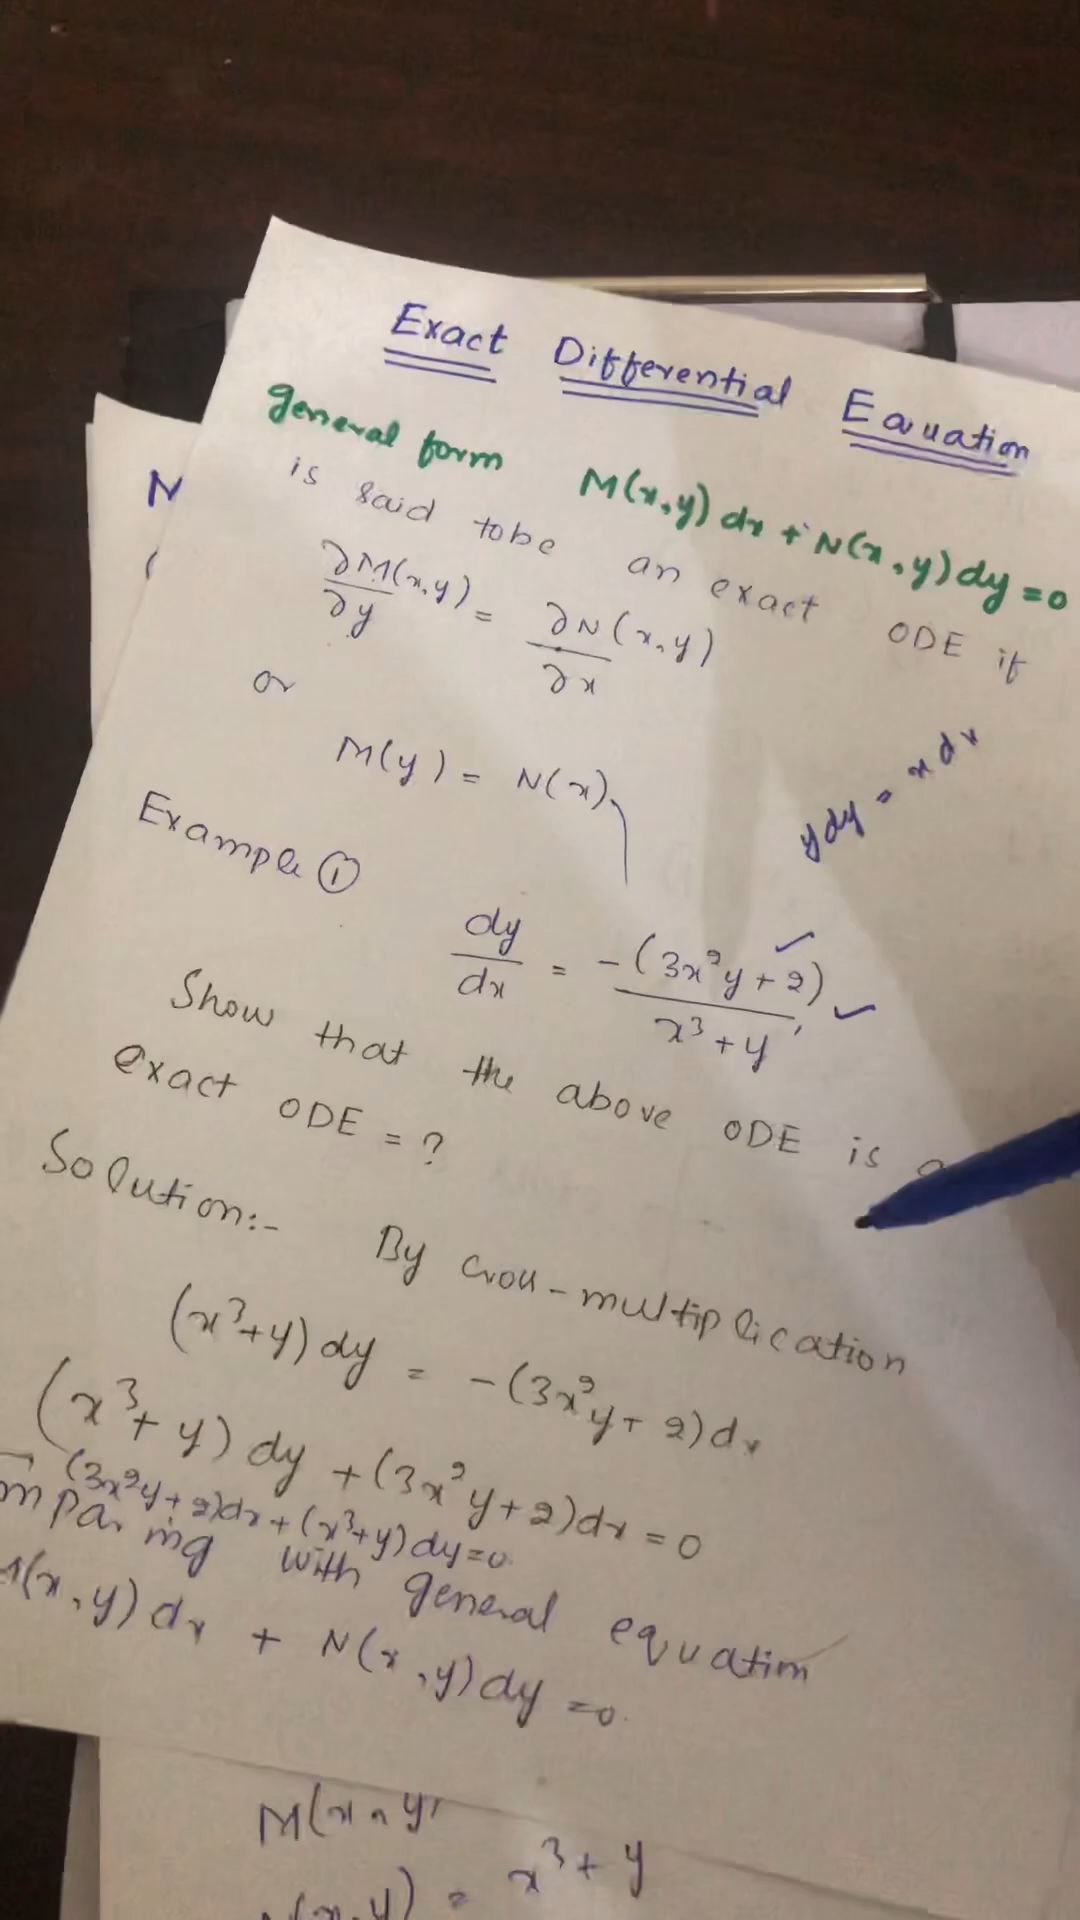 Exact Differential Equation
general form M(x,y) dx + N(x,y) dy = 0
is said tobe an exact ODE if
∂M(x,y)/∂y = ∂N(x,y)/∂x
or
M(y) = N(x)
ydy = x dx
Example ①
dy/dx = -(3x²y + 2)/x³+y
Show that the above ODE is
exact ODE = ?
Solution:- By cross-multiplication
(x³+y) dy = -(3x²y + 2) dx
(x³+y) dy + (3x²y+2) dx = 0
(3x²y+2)dx + (x³+y) dy = 0
mparing with general equation
(x,y) dx + N(x,y) dy = 0
M(x,y)
(x,y) = x³+y
N
(